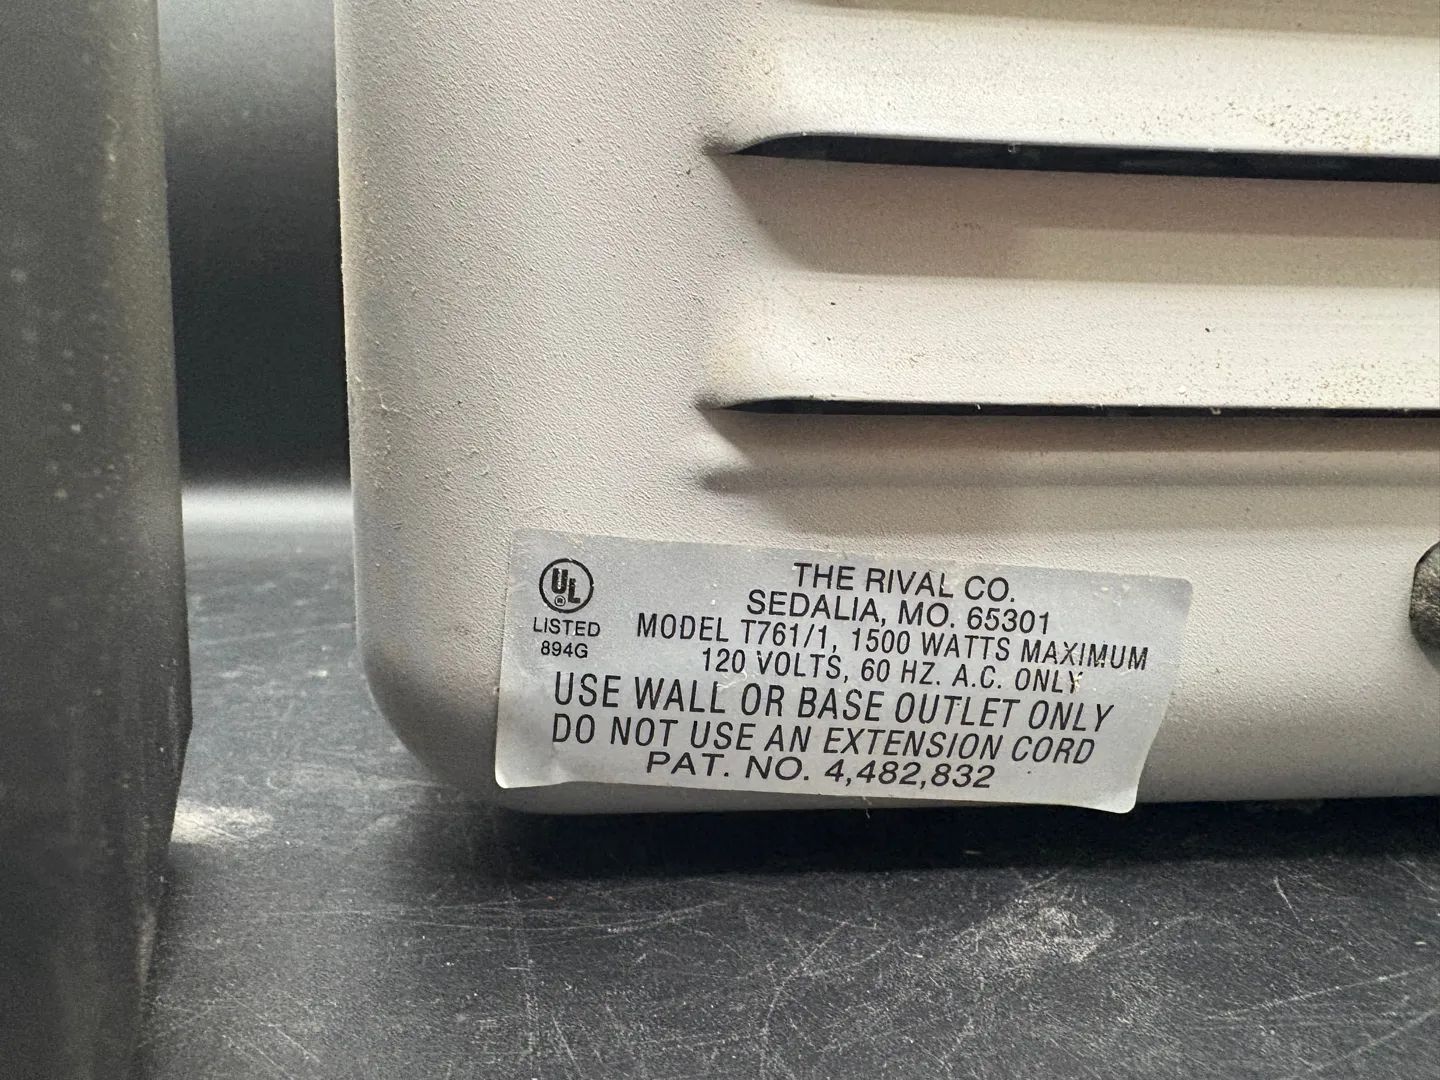 UL
®
LISTED
894G
THE RIVAL CO.
SEDALIA, MO. 65301
MODEL T761/1, 1500 WATTS MAXIMUM
120 VOLTS, 60 HZ. A.C. ONLY
USE WALL OR BASE OUTLET ONLY
DO NOT USE AN EXTENSION CORD
PAT. NO. 4,482,832